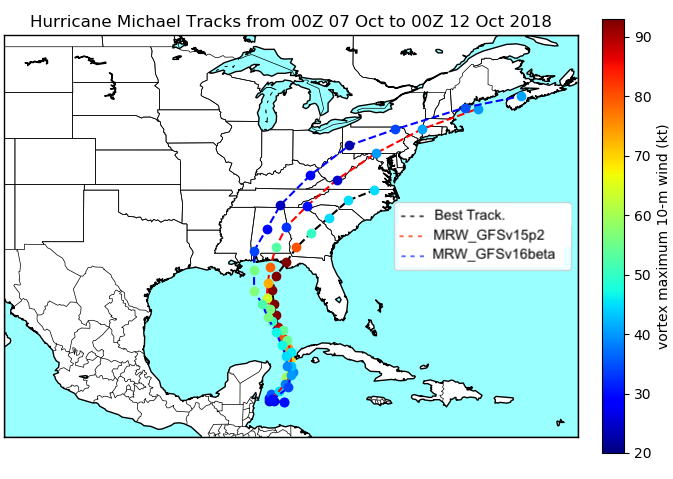 Hurricane Michael Tracks from 00Z 07 Oct to 00Z 12 Oct 2018
Best Track.
MRW_GFSv15p2
MRW_GFSv16beta
90
80
70
60
50
40
30
20
vortex maximum 10-m wind (kt)